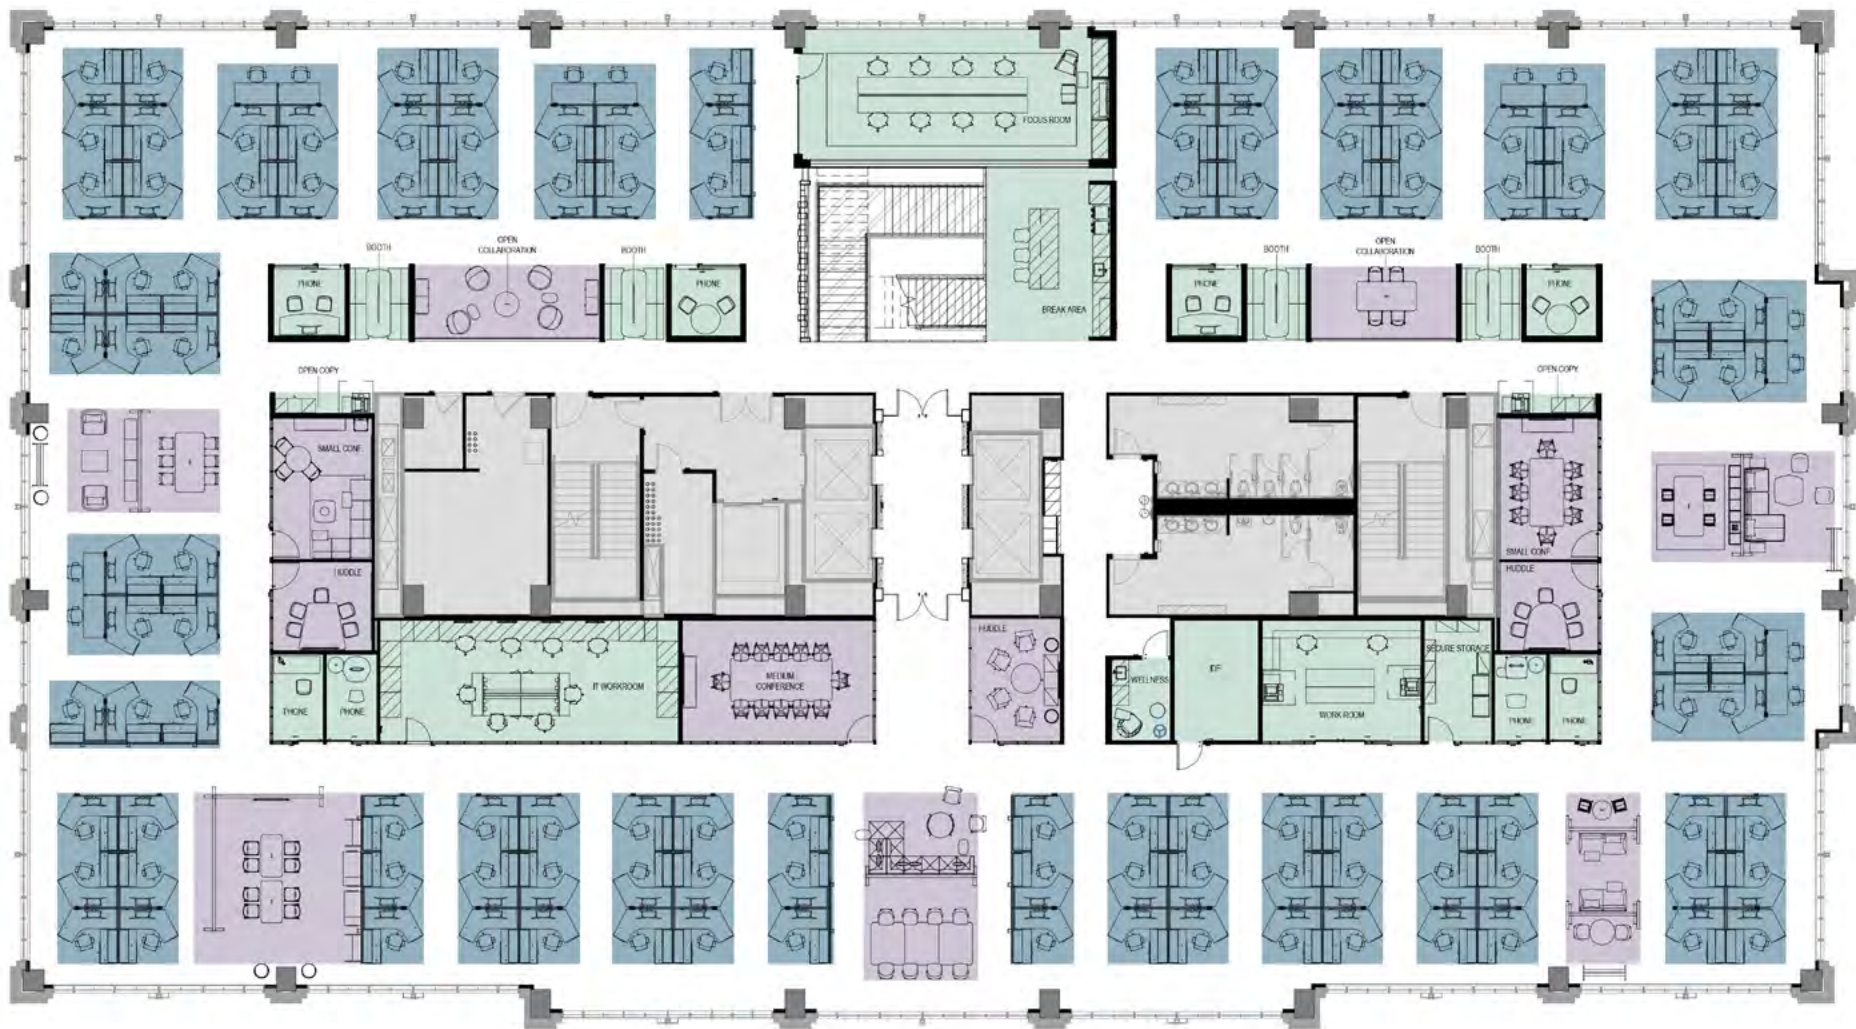 FOCUS ROOM
BOOTH
OPEN
COLLABORATION
BOOTH
PHONE
PHONE
BREAK AREA
BOOTH
OPEN
COLLABORATION
BOOTH
PHONE
PHONE
OPEN COPY
OPEN COPY
SMALL CONF.
HUDDLE
SMALL CONF.
HUDDLE
PHONE
PHONE
IT WORKROOM
MEDIUM
CONFERENCE
HUDDLE
WELLNESS
IDF
WORK ROOM
SECURE STORAGE
PHONE
PHONE